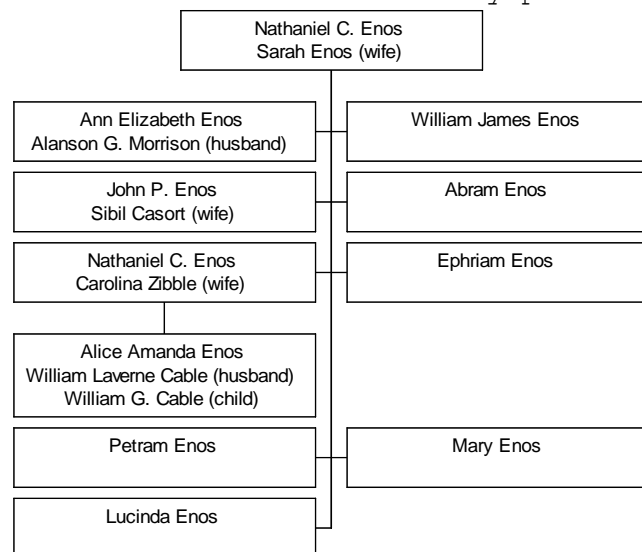 Nathaniel C. Enos
Sarah Enos (wife)
Ann Elizabeth Enos
Alanson G. Morrison (husband)
William James Enos
John P. Enos
Sibil Casort (wife)
Abram Enos
Nathaniel C. Enos
Carolina Zibble (wife)
Ephriam Enos
Alice Amanda Enos
William Laverne Cable (husband)
William G. Cable (child)
Petram Enos
Mary Enos
Lucinda Enos